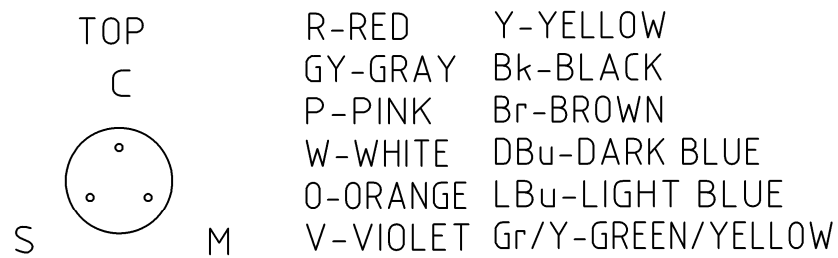 TOP
C
S M
R-RED Y-YELLOW
GY-GRAY Bk-BLACK
P-PINK Br-BROWN
W-WHITE DBu-DARK BLUE
O-ORANGE LBu-LIGHT BLUE
V-VIOLET Gr/Y-GREEN/YELLOW